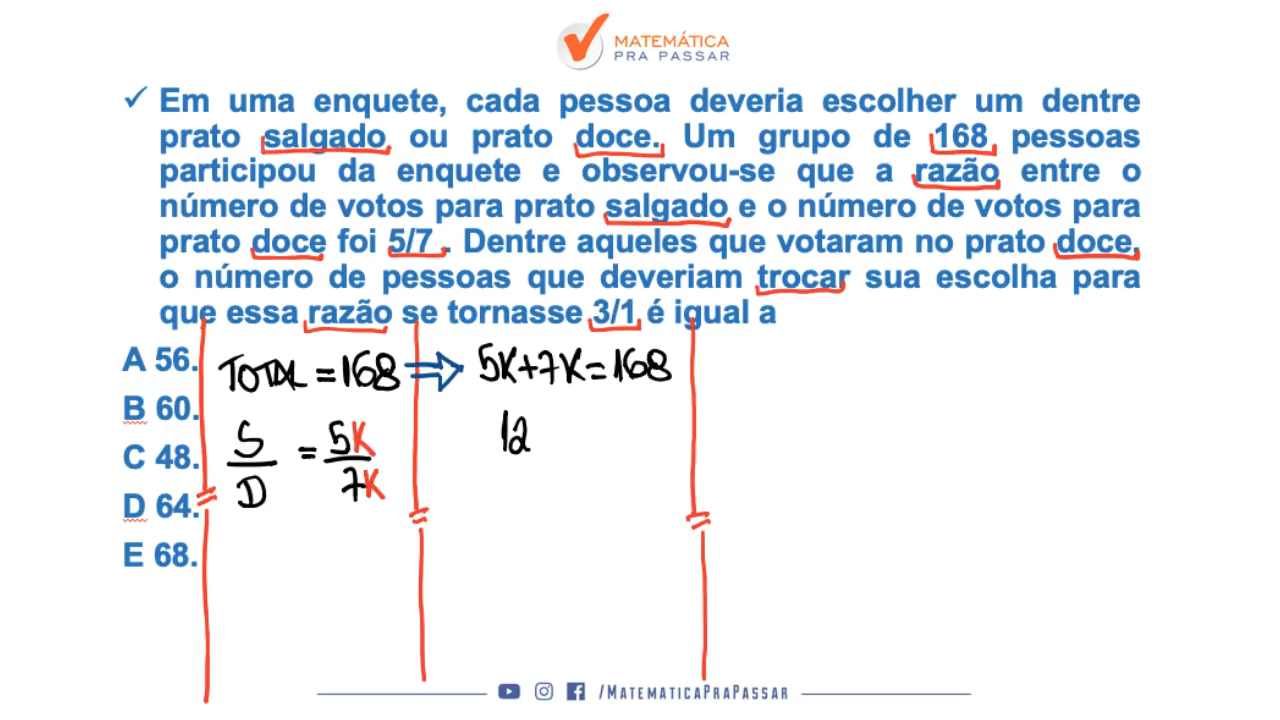 MATEMÁTICA
PRA PASSAR
✓ Em uma enquete, cada pessoa deveria escolher um dentre
prato salgado ou prato doce. Um grupo de 168 pessoas
participou da enquete e observou-se que a razão entre o
número de votos para prato salgado e o número de votos para
prato doce foi 5/7 . Dentre aqueles que votaram no prato doce,
o número de pessoas que deveriam trocar sua escolha para
que essa razão se tornasse 3/1 é igual a
A 56.
B 60.
C 48.
D 64.
E 68.
TOTAL = 168 ⇒ 5K+7K=168
S/D = 5K/7K
12
/MATEMATICAPRAPASSAR